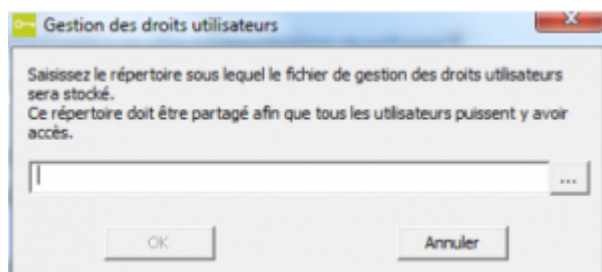 Gestion des droits utilisateurs
Saisissez le répertoire sous lequel le fichier de gestion des droits utilisateurs
sera stocké.
Ce répertoire doit être partagé afin que tous les utilisateurs puissent y avoir
accès.
...
OK
Annuler